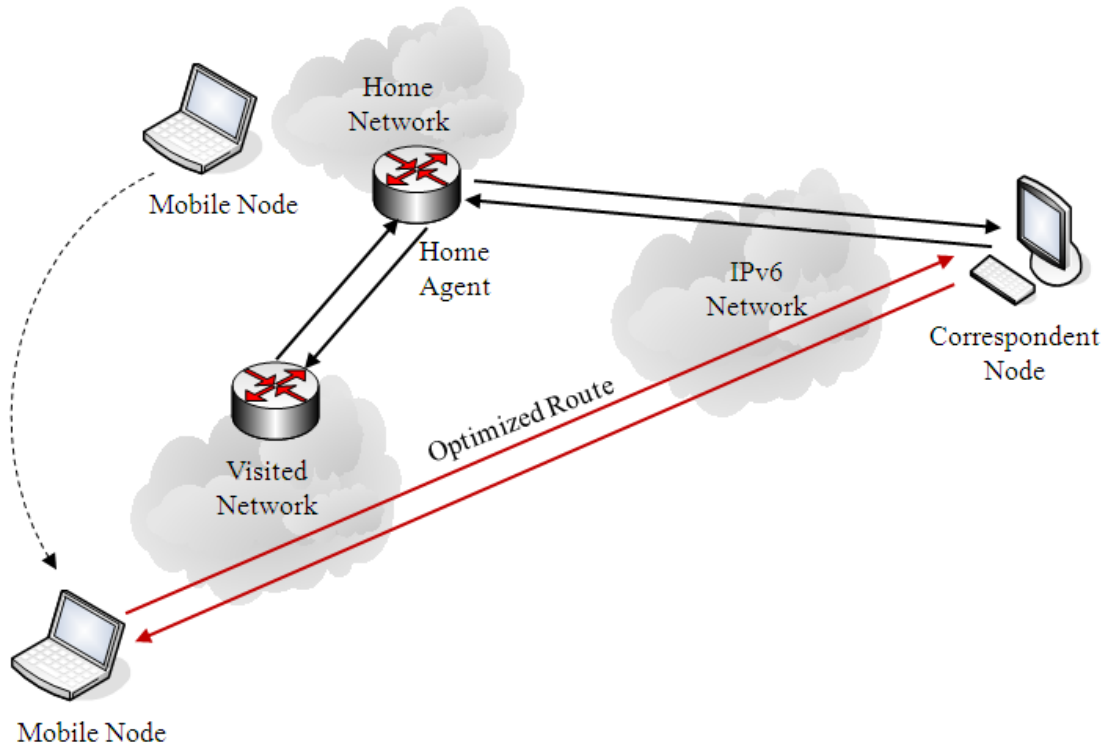 Home
Network
Mobile Node
Home
Agent
IPv6
Network
Correspondent
Node
Optimized Route
Visited
Network
Mobile Node